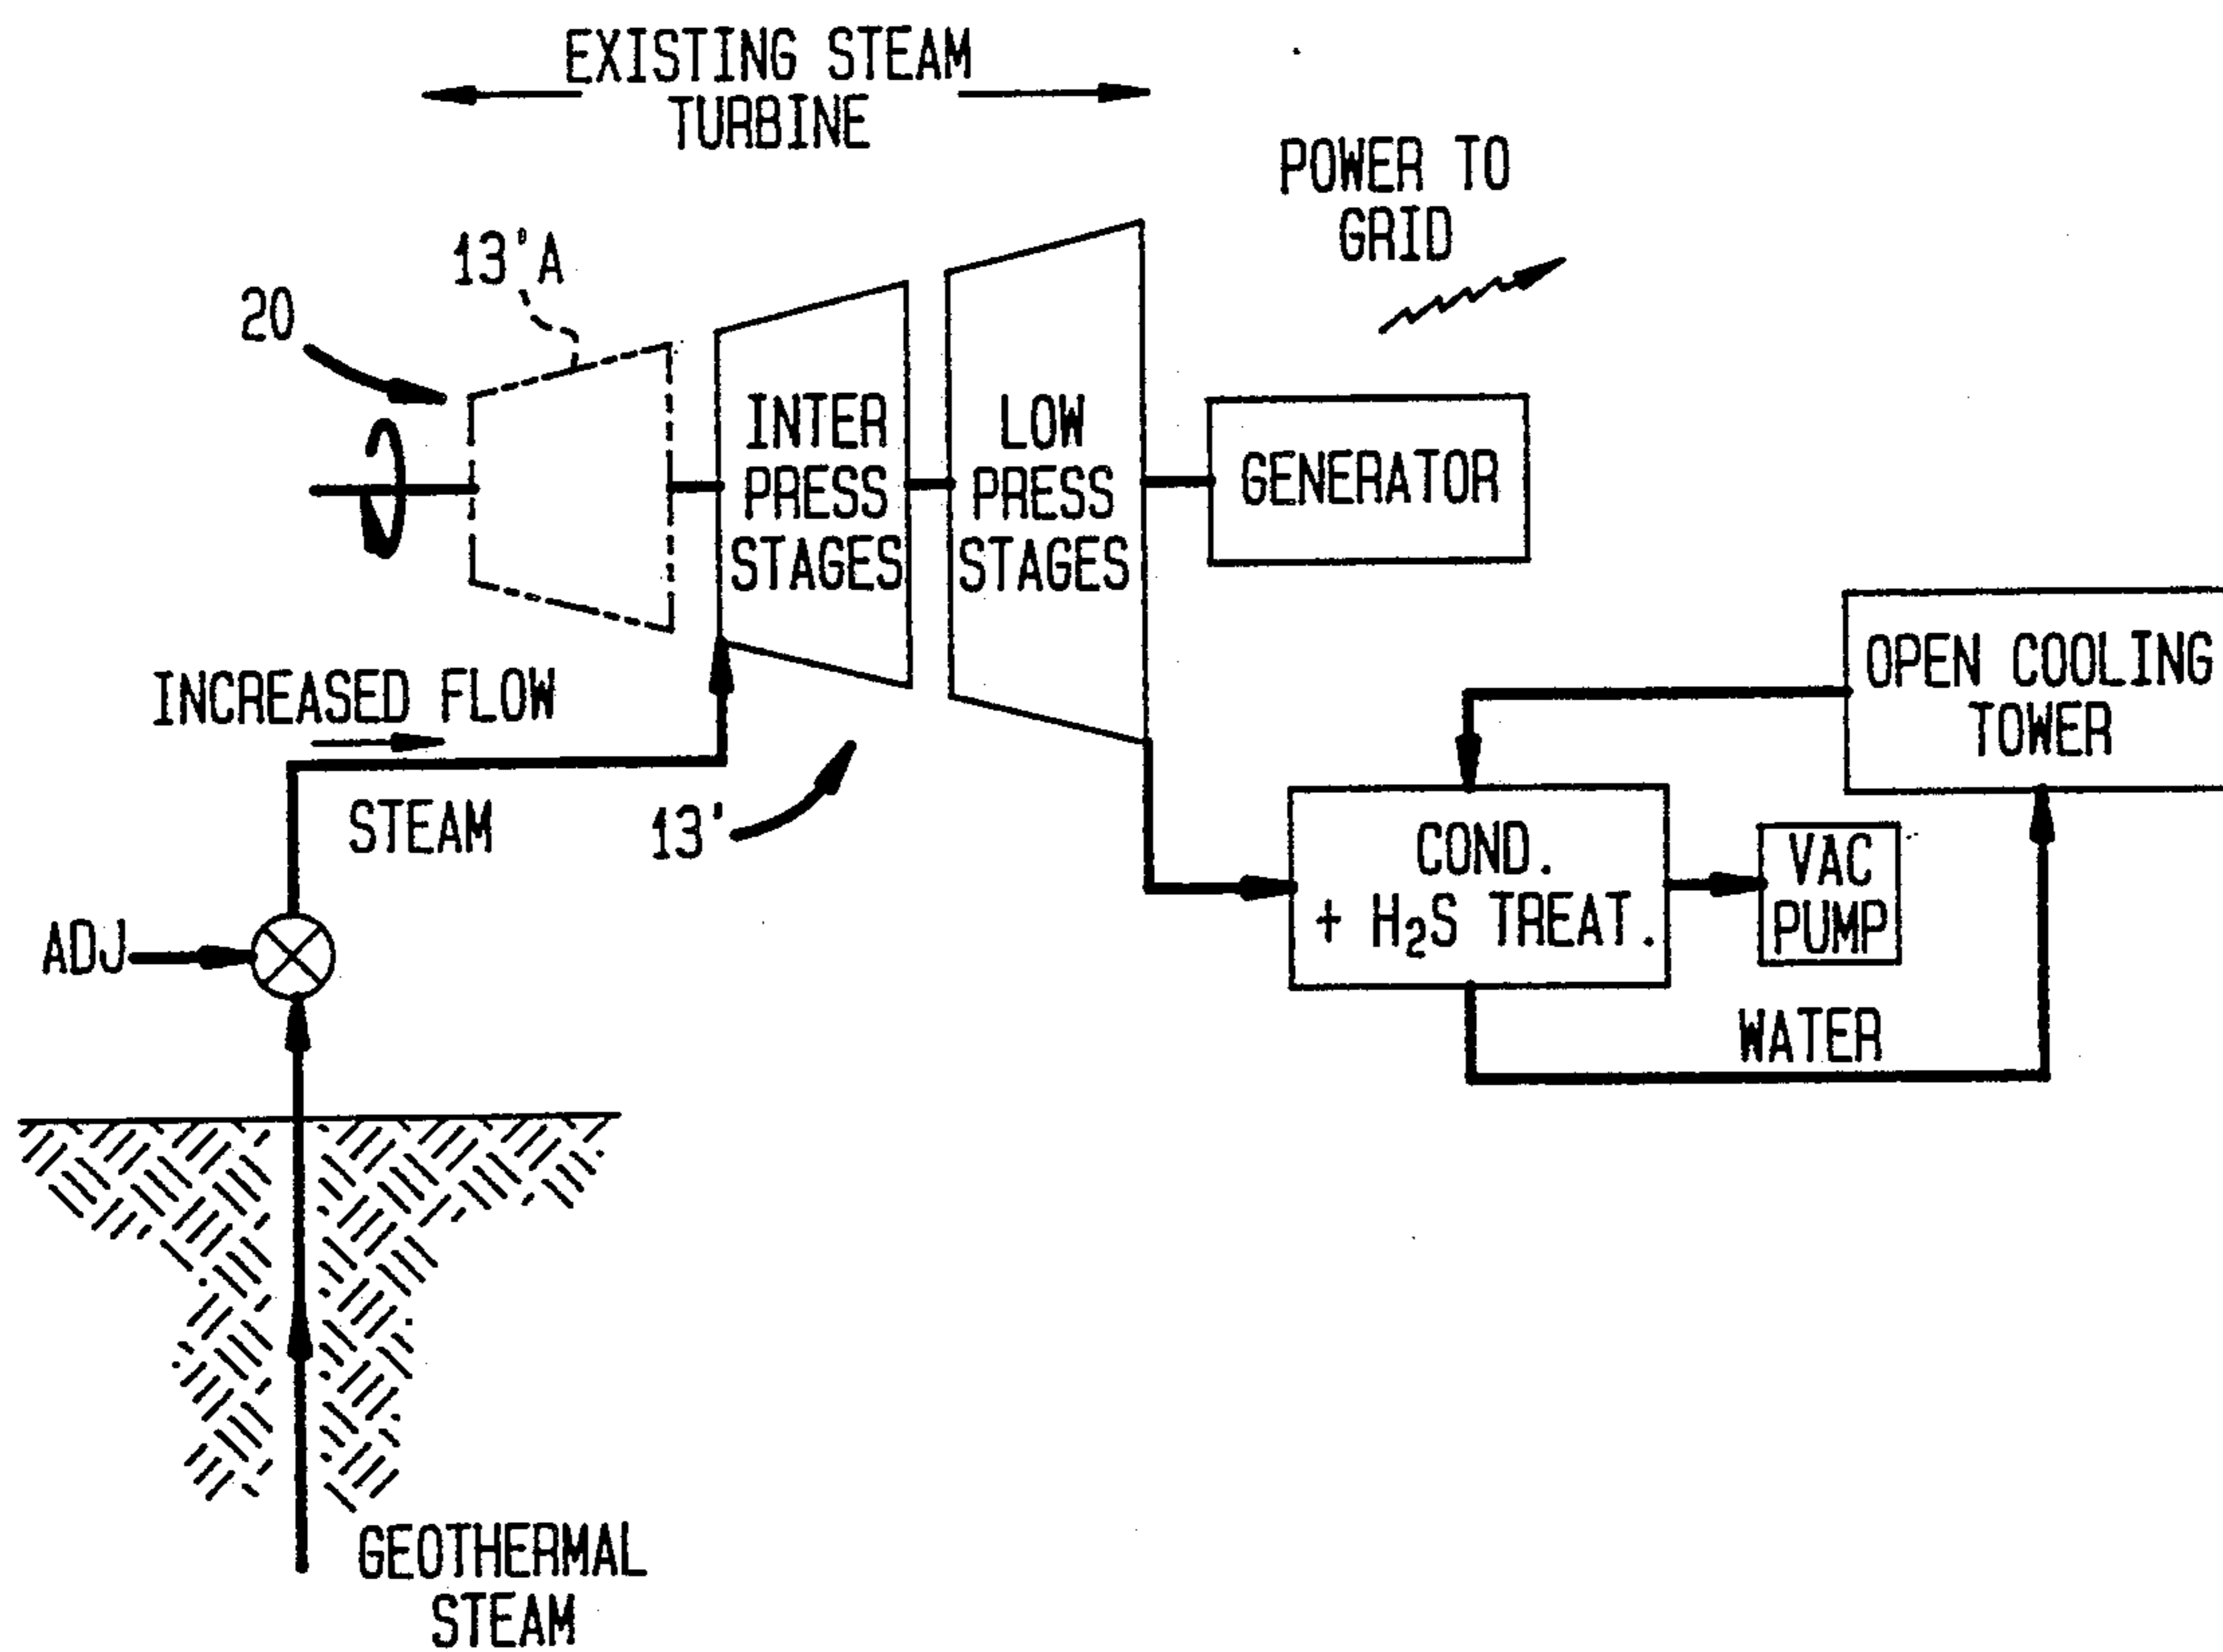 EXISTING STEAM
TURBINE
POWER TO
GRID
13'A
20
INTER
PRESS
STAGES
LOW
PRESS
STAGES
GENERATOR
OPEN COOLING
TOWER
INCREASED FLOW
STEAM
13'
COND.
+ H₂S TREAT.
VAC
PUMP
ADJ
WATER
GEOTHERMAL
STEAM